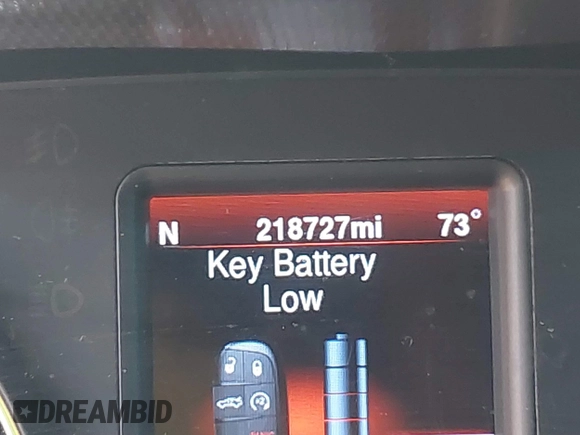 N 218727mi 73°
Key Battery
Low
DREAMBID